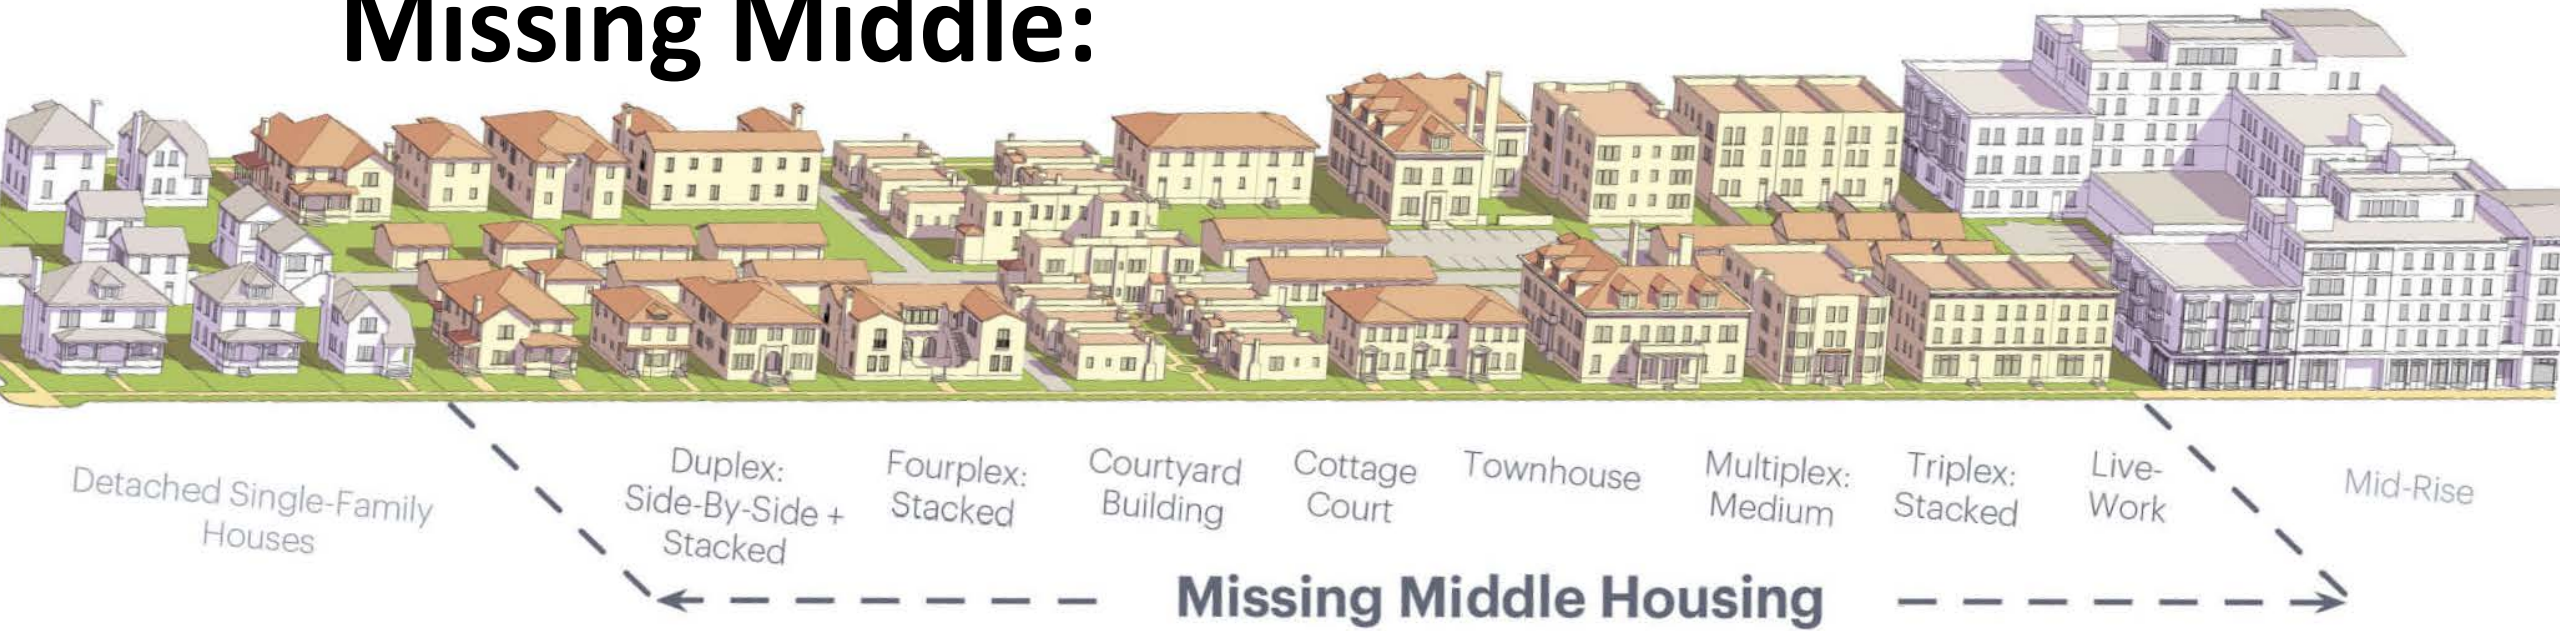 Missing Middle:
Detached Single-Family
Houses
Duplex:
Side-By-Side +
Stacked
Fourplex:
Stacked
Courtyard
Building
Cottage
Court
Townhouse
Multiplex:
Medium
Triplex:
Stacked
Live-
Work
Mid-Rise
Missing Middle Housing